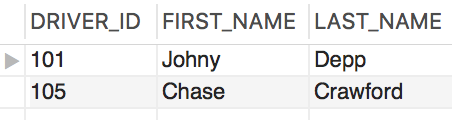 DRIVER_ID FIRST_NAME LAST_NAME
101 Johny Depp
105 Chase Crawford